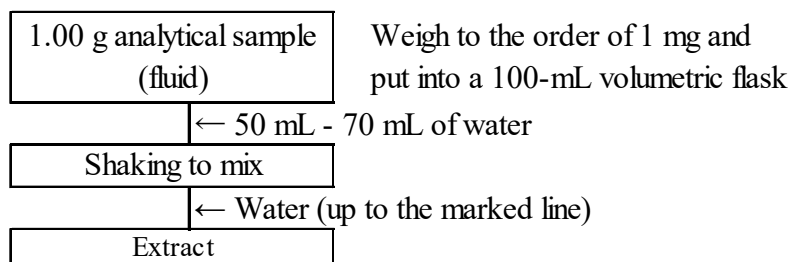 1.00 g analytical sample
(fluid)
Weigh to the order of 1 mg and
put into a 100-mL volumetric flask
← 50 mL - 70 mL of water
Shaking to mix
← Water (up to the marked line)
Extract